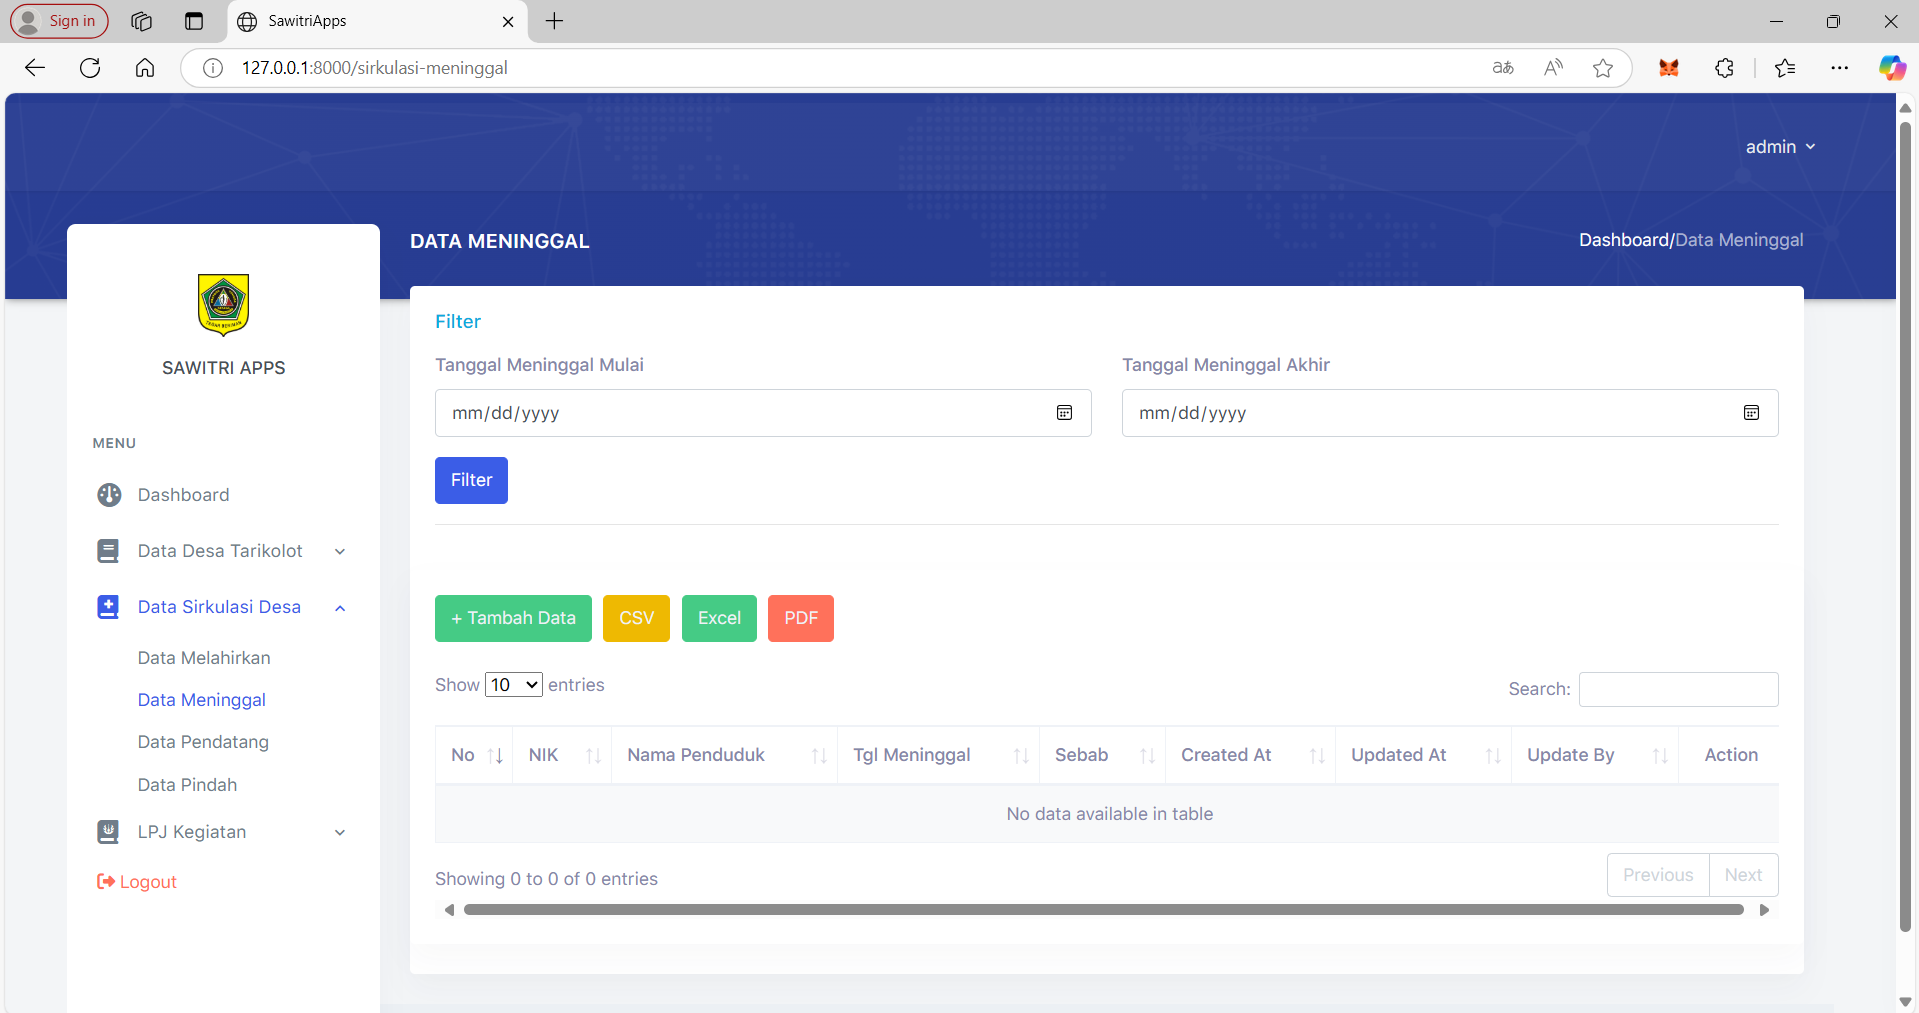 Sign in
SawitriApps
127.0.0.1:8000/sirkulasi-meninggal
admin
DATA MENINGGAL
Dashboard/Data Meninggal
SAWITRI APPS
MENU
Dashboard
Data Desa Tarikolot
Data Sirkulasi Desa
Data Melahirkan
Data Meninggal
Data Pendatang
Data Pindah
LPJ Kegiatan
Logout
Filter
Tanggal Meninggal Mulai
Tanggal Meninggal Akhir
mm/dd/yyyy
mm/dd/yyyy
Filter
+ Tambah Data CSV Excel PDF
Show 10 entries
Search:
No NIK Nama Penduduk Tgl Meninggal Sebab Created At Updated At Update By Action
No data available in table
Showing 0 to 0 of 0 entries
Previous Next